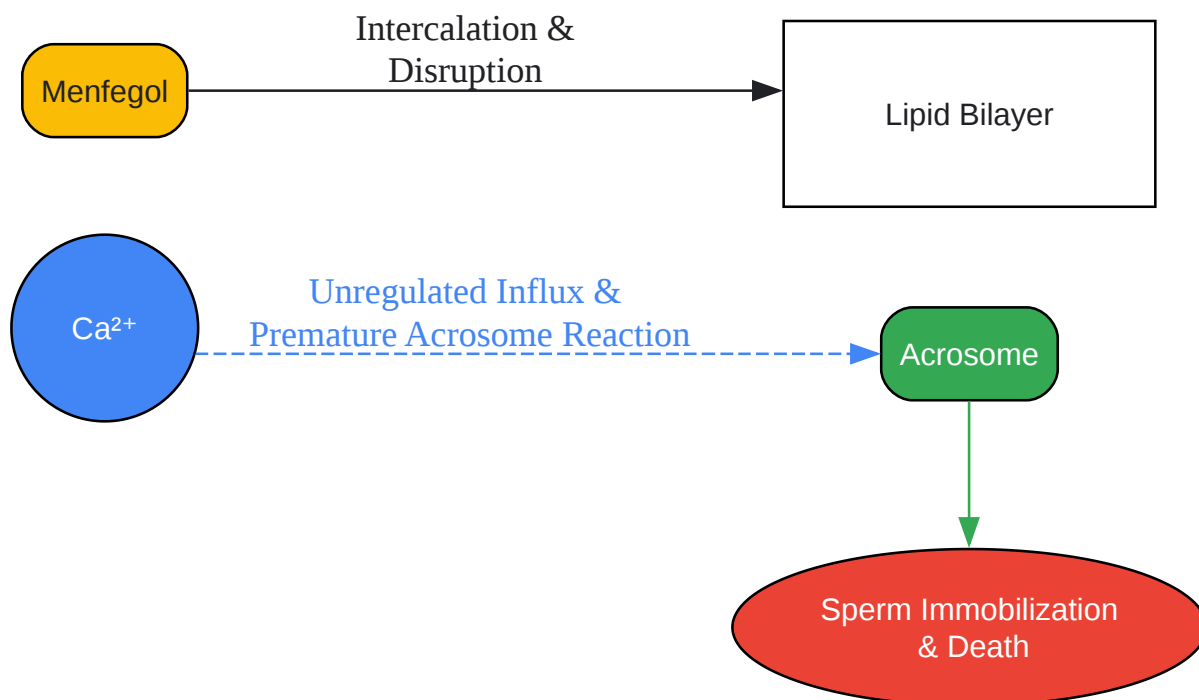 Intercalation &
Disruption
Menfegol
Lipid Bilayer
Unregulated Influx &
Premature Acrosome Reaction
Ca²⁺
Acrosome
Sperm Immobilization
& Death